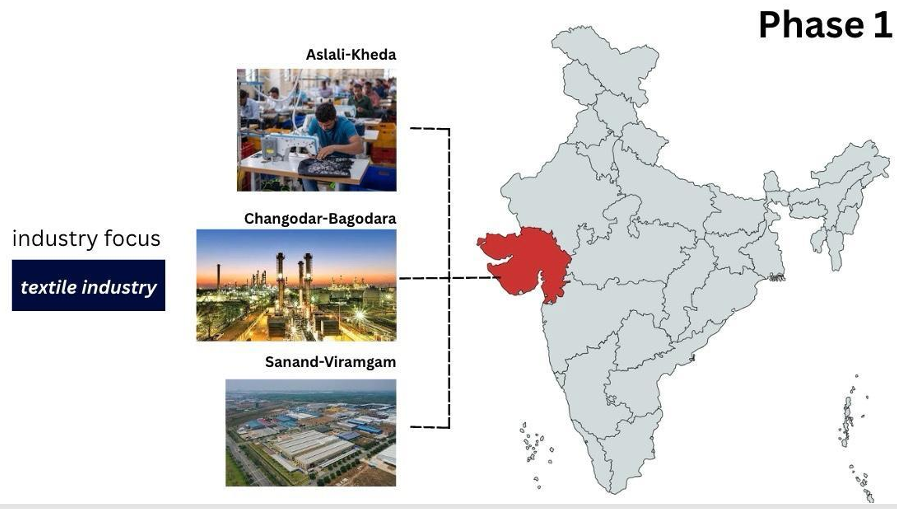 Phase 1
Aslali-Kheda
Changodar-Bagodara
industry focus
textile industry
Sanand-Viramgam